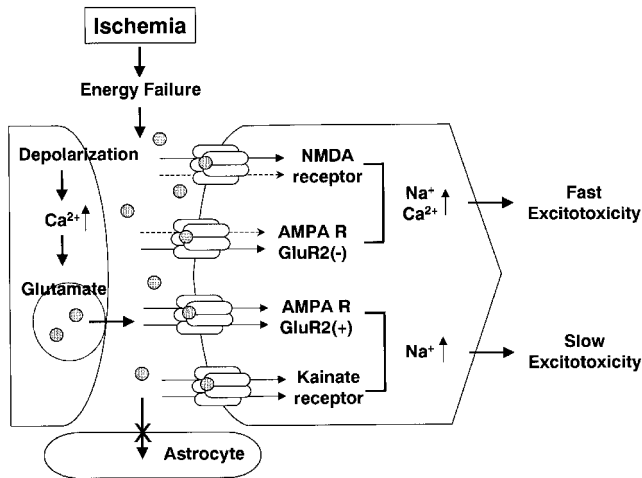 Ischemia
Energy Failure
Depolarization
Ca²⁺
Glutamate
NMDA
receptor
AMPA R
GluR2(-)
Na⁺
Ca²⁺
Fast
Excitotoxicity
AMPA R
GluR2(+)
Kainate
receptor
Na⁺
Slow
Excitotoxicity
X
Astrocyte